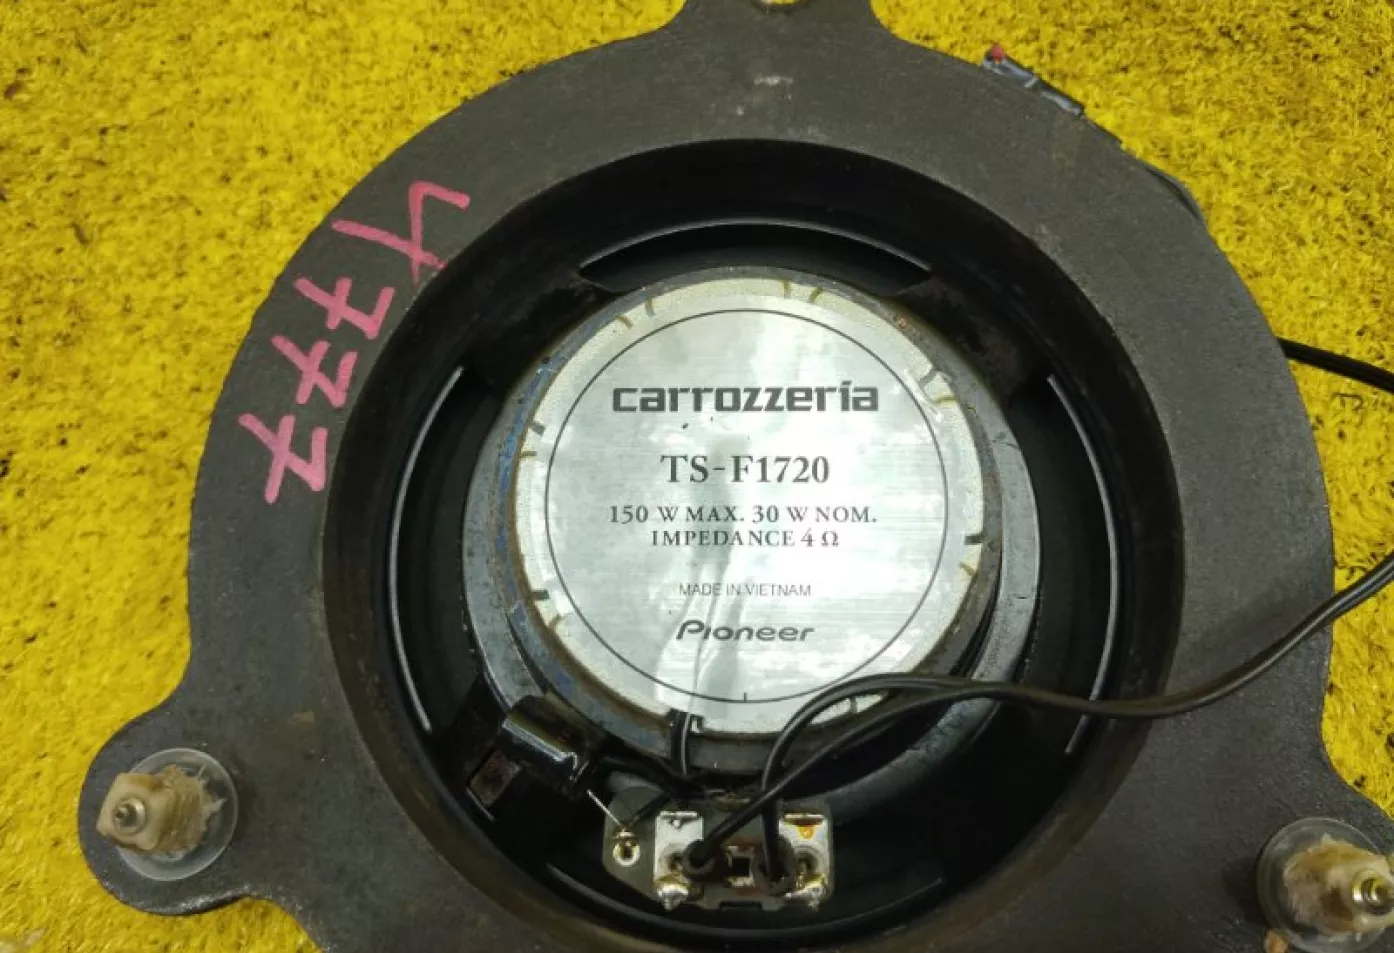 carrozzeria
TS-F1720
150 W MAX. 30 W NOM.
IMPEDANCE 4 Ω
MADE IN VIETNAM
Pioneer